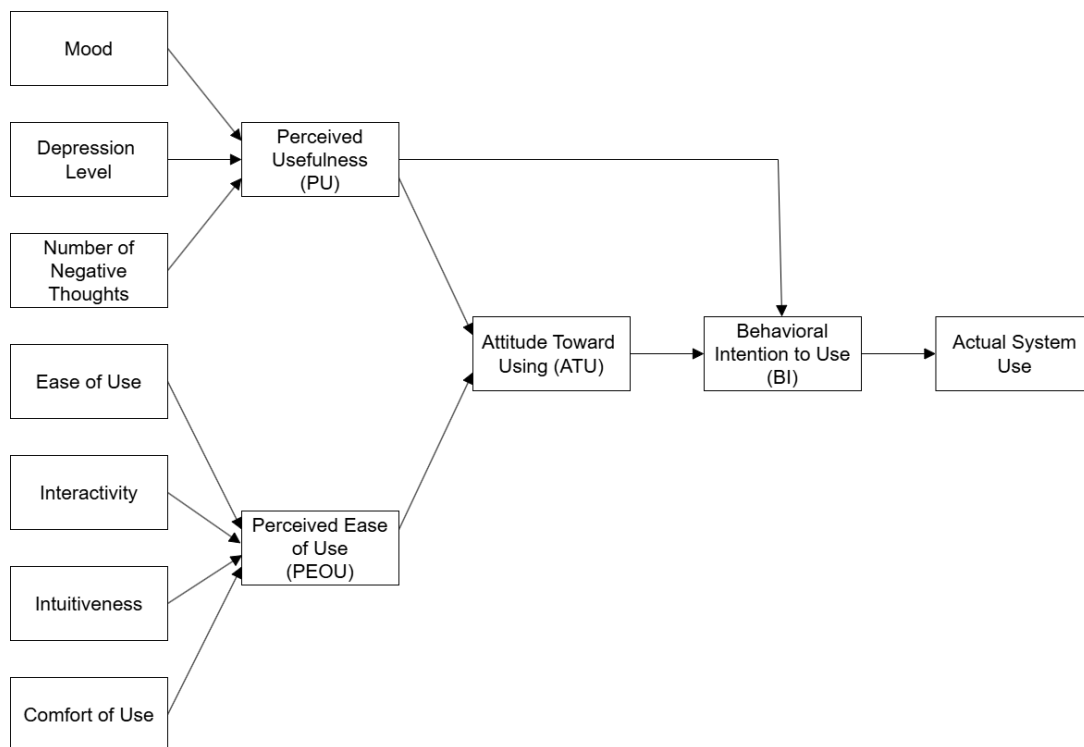 Mood
Depression
Level
Number of
Negative
Thoughts
Ease of Use
Interactivity
Intuitiveness
Comfort of Use
Perceived
Usefulness
(PU)
Perceived Ease
of Use
(PEOU)
Attitude Toward
Using (ATU)
Behavioral
Intention to Use
(BI)
Actual System
Use